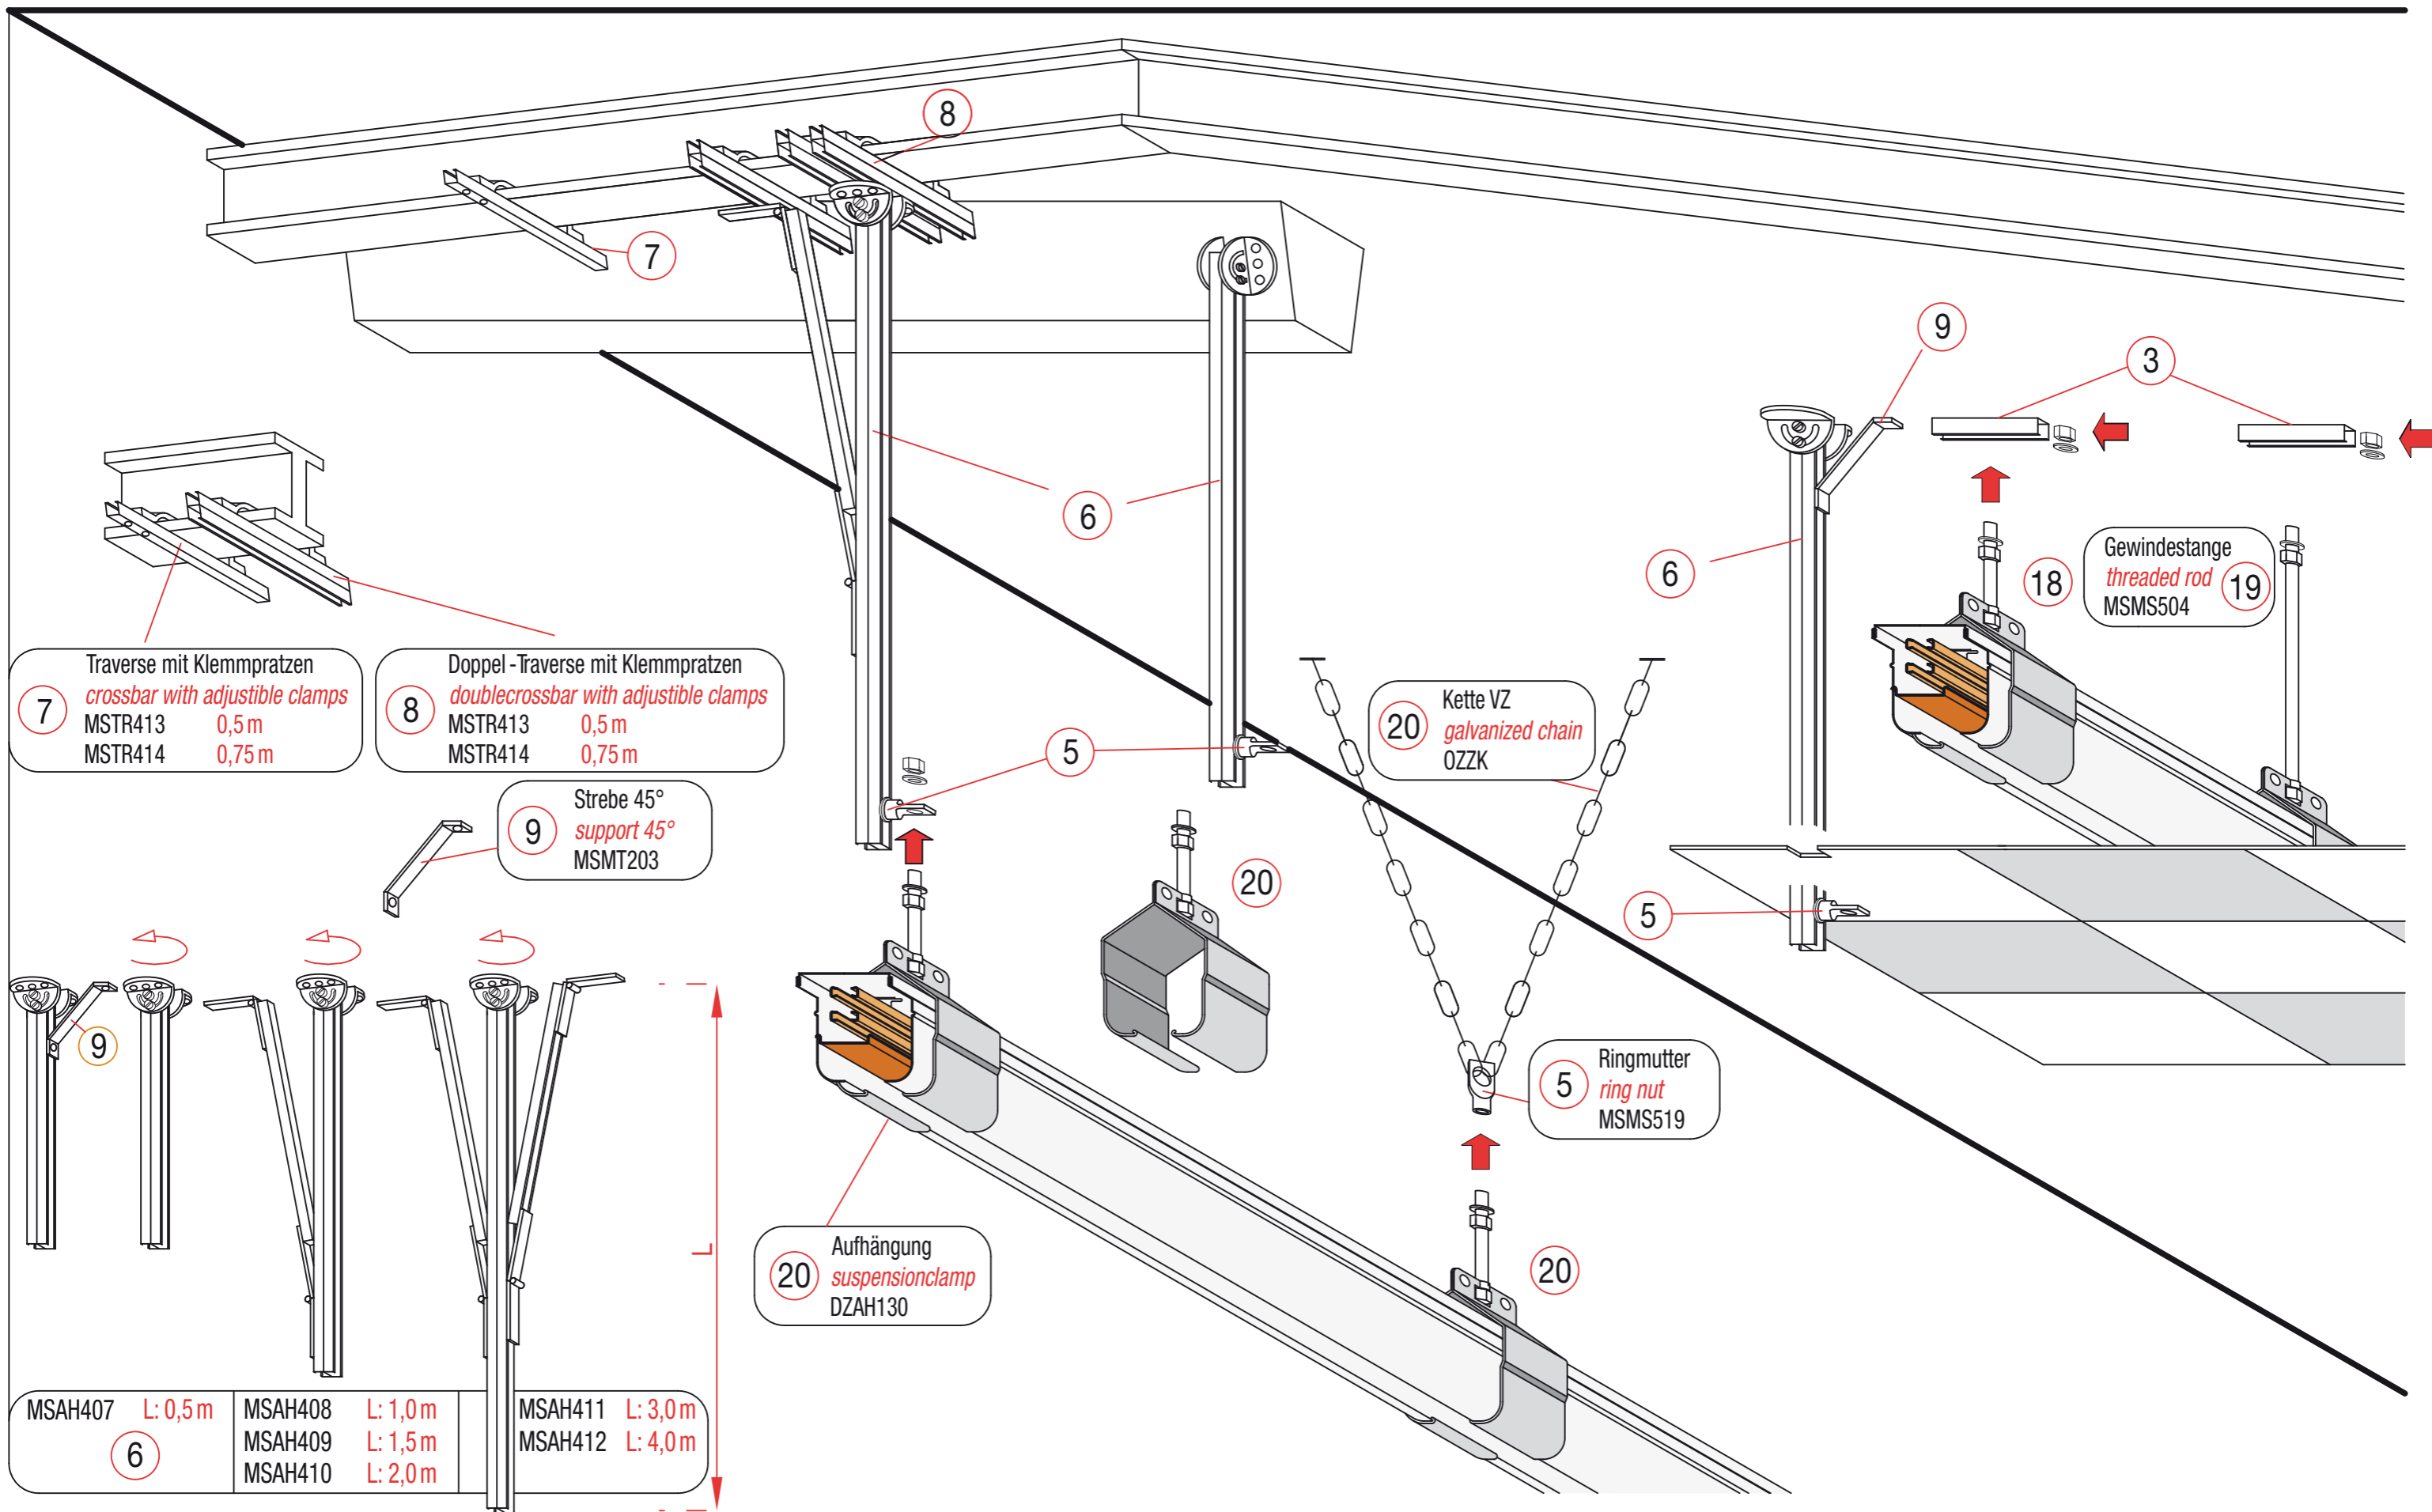 8
7
9
3
6
6
Gewindestange
18
threaded rod 19
MSMS504
Traverse mit Klemmpratzen
7
crossbar with adjustible clamps
MSTR413 0,5 m
MSTR414 0,75 m
Doppel -Traverse mit Klemmpratzen
8
doublecrossbar with adjustible clamps
MSTR413 0,5 m
MSTR414 0,75 m
Kette VZ
20
galvanized chain
OZZK
5
Strebe 45°
9
support 45°
MSMT203
20
5
9
Ringmutter
5
ring nut
MSMS519
L
Aufhängung
20
suspensionclamp
DZAH130
20
MSAH407 L: 0,5 m
6
MSAH408 L: 1,0 m
MSAH409 L: 1,5 m
MSAH410 L: 2,0 m
MSAH411 L: 3,0 m
MSAH412 L: 4,0 m